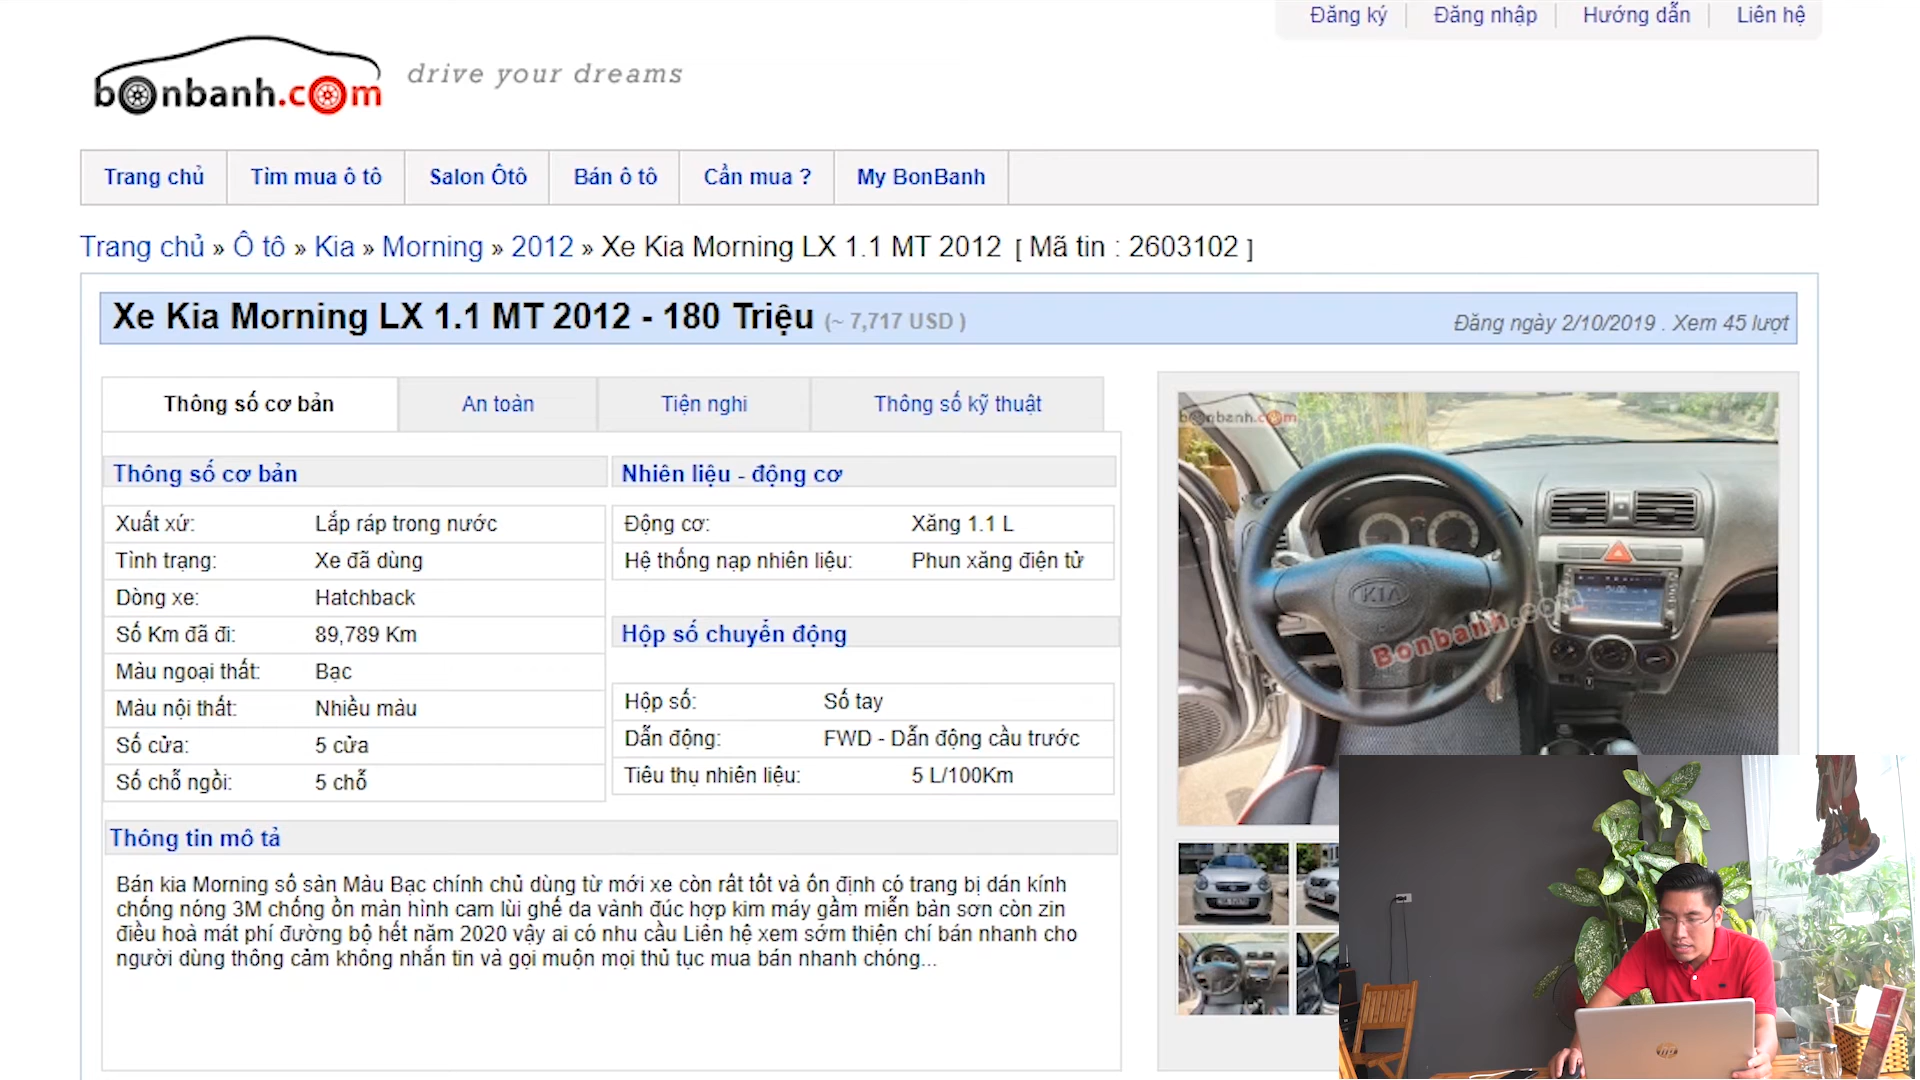 Đăng ký | Đăng nhập | Hướng dẫn | Liên hệ
bonbanh.com drive your dreams
Trang chủ Tìm mua ô tô Salon Ôtô Bán ô tô Cần mua ? My BonBanh
Trang chủ » Ô tô » Kia » Morning » 2012 » Xe Kia Morning LX 1.1 MT 2012 [ Mã tin : 2603102 ]
Xe Kia Morning LX 1.1 MT 2012 - 180 Triệu (~ 7,717 USD )
Đăng ngày 2/10/2019 . Xem 45 lượt
Thông số cơ bản An toàn Tiện nghi Thông số kỹ thuật
Thông số cơ bản
Xuất xứ: Lắp ráp trong nước
Tình trạng: Xe đã dùng
Dòng xe: Hatchback
Số Km đã đi: 89,789 Km
Màu ngoại thất: Bạc
Màu nội thất: Nhiều màu
Số cửa: 5 cửa
Số chỗ ngồi: 5 chỗ
Nhiên liệu - động cơ
Động cơ: Xăng 1.1 L
Hệ thống nạp nhiên liệu: Phun xăng điện tử
Hộp số chuyển động
Hộp số: Số tay
Dẫn động: FWD - Dẫn động cầu trước
Tiêu thụ nhiên liệu: 5 L/100Km
Thông tin mô tả
Bán kia Morning số sàn Màu Bạc chính chủ dùng từ mới xe còn rất tốt và ổn định có trang bị dán kính
chống nóng 3M chống ồn màn hình cam lùi ghế da vành đúc hợp kim máy gầm miễn bàn sơn còn zin
điều hoà mát phí đường bộ hết năm 2020 vậy ai có nhu cầu Liên hệ xem sớm thiện chí bán nhanh cho
người dùng thông cảm không nhắn tin và gọi muộn mọi thủ tục mua bán nhanh chóng...
bonbanh.com
KIA
Bonbanh.com
hp